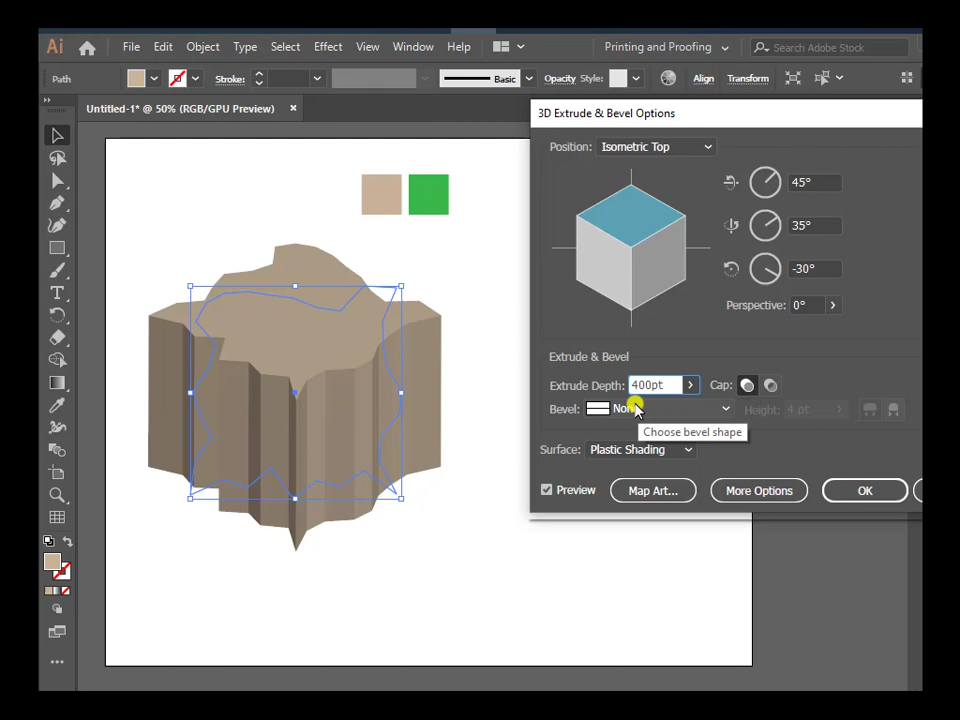 Ai File Edit Object Type Select Effect View Window Help Printing and Proofing Search Adobe Stock
Path Stroke: Basic Opacity Style: Align Transform
Untitled-1* @ 50% (RGB/GPU Preview) ×
3D Extrude & Bevel Options
Position: Isometric Top
45°
35°
-30°
Perspective: 0°
Extrude & Bevel
Extrude Depth: 400pt Cap:
Bevel: Height: 4 pt
Choose bevel shape
Surface: Plastic Shading
Preview Map Art... More Options OK